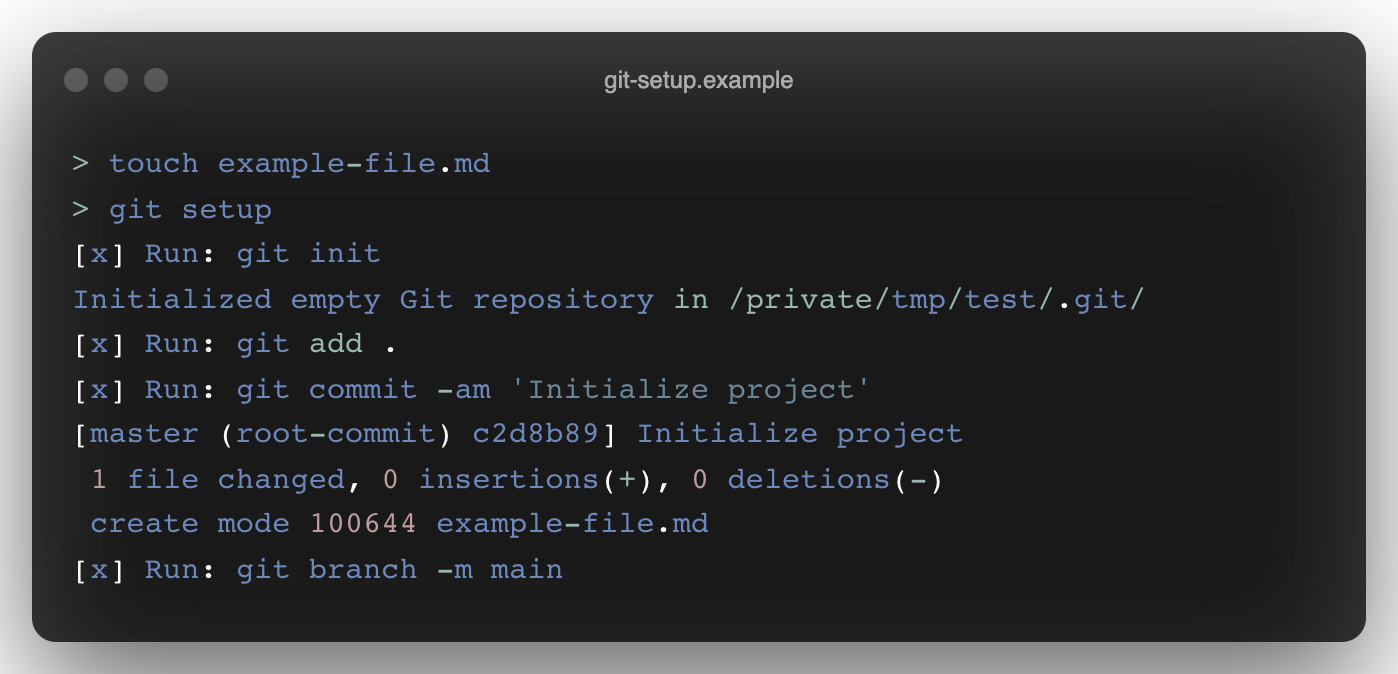 git-setup.example
> touch example-file.md
> git setup
[x] Run: git init
Initialized empty Git repository in /private/tmp/test/.git/
[x] Run: git add .
[x] Run: git commit -am 'Initialize project'
[master (root-commit) c2d8b89] Initialize project
 1 file changed, 0 insertions(+), 0 deletions(-)
 create mode 100644 example-file.md
[x] Run: git branch -m main